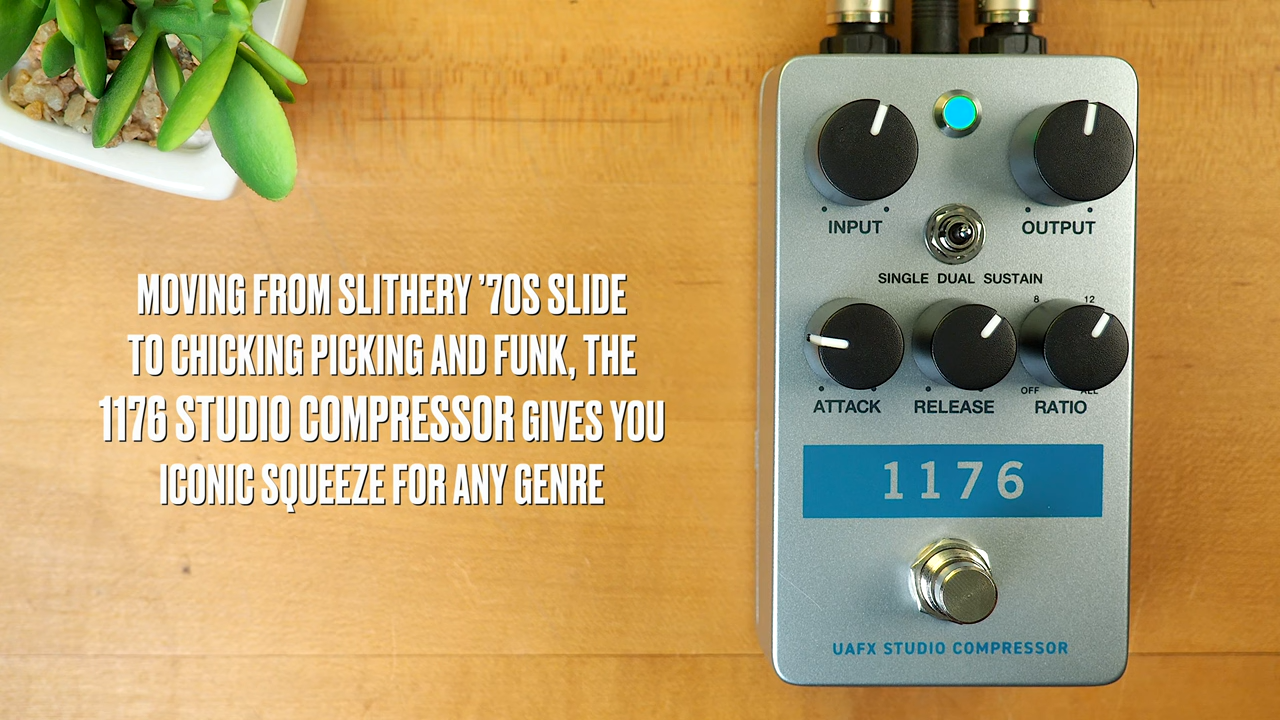 MOVING FROM SLITHERY ’70S SLIDE
TO CHICKING PICKING AND FUNK, THE
1176 STUDIO COMPRESSOR GIVES YOU
ICONIC SQUEEZE FOR ANY GENRE
INPUT
OUTPUT
SINGLE DUAL SUSTAIN
8
12
OFF
ALL
ATTACK
RELEASE
RATIO
1176
UAFX STUDIO COMPRESSOR